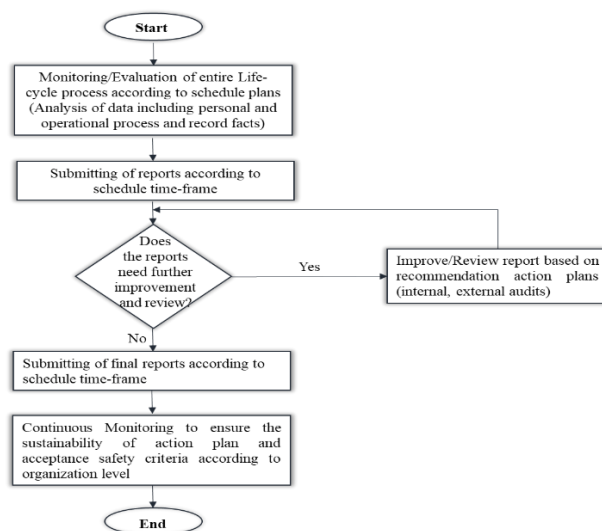 Start
Monitoring/Evaluation of entire Life-
cycle process according to schedule plans
(Analysis of data including personal and
operational process and record facts)
Submitting of reports according to
schedule time-frame
Does
the reports
need further
improvement
and review?
Yes
Improve/Review report based on
recommendation action plans
(internal, external audits)
No
Submitting of final reports according to
schedule time-frame
Continuous Monitoring to ensure the
sustainability of action plan and
acceptance safety criteria according to
organization level
End